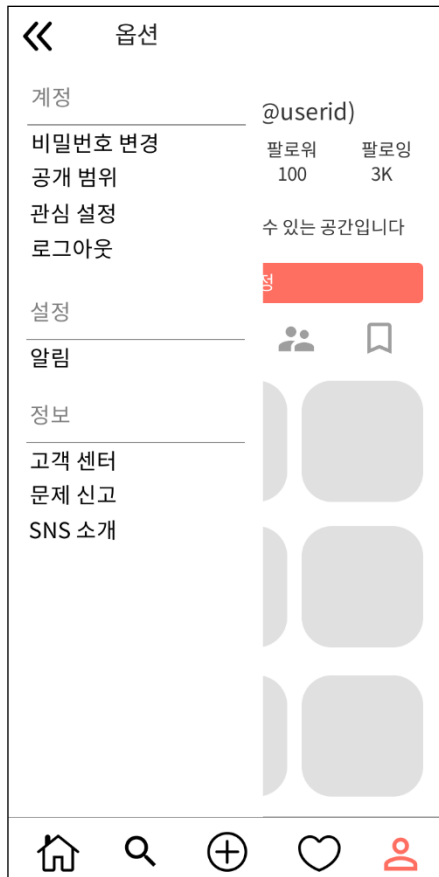 옵션
계정
비밀번호 변경
공개 범위
관심 설정
로그아웃
설정
알림
정보
고객 센터
문제 신고
SNS 소개
@userid)
팔로워 팔로잉
100 3K
수 있는 공간입니다
정